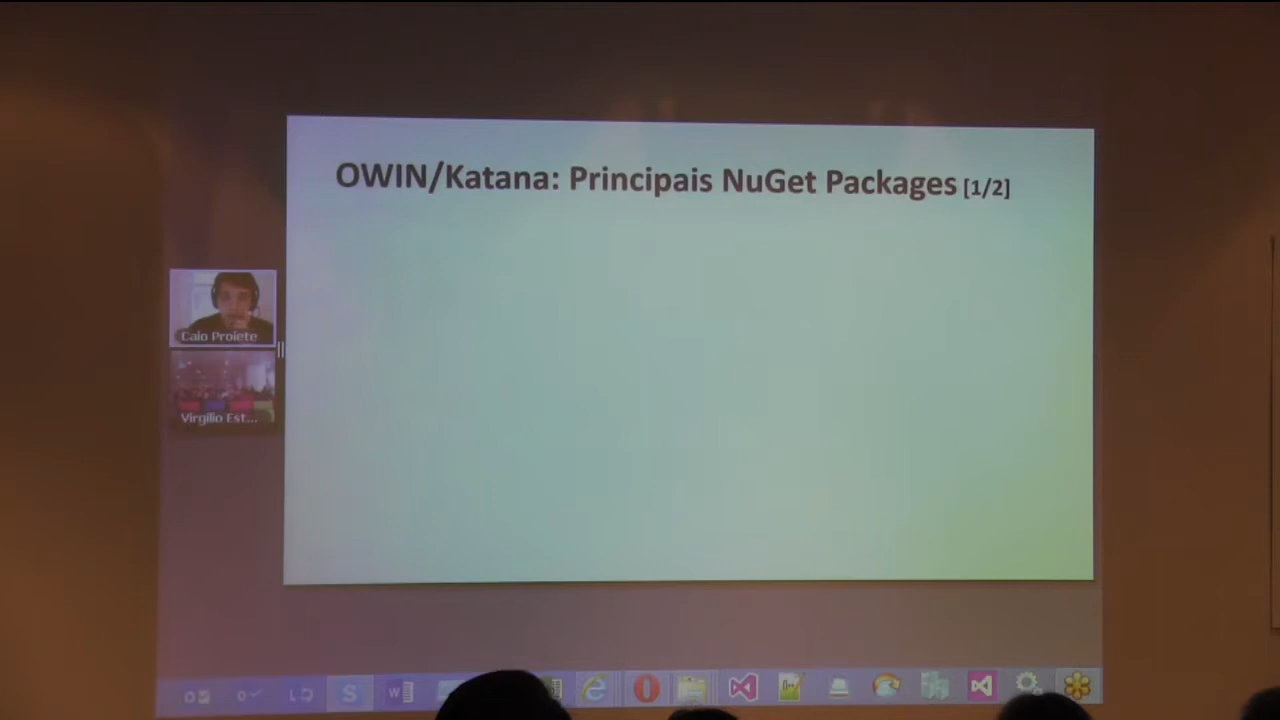 OWIN/Katana: Principais NuGet Packages [1/2]
Caio Proiete
Virgilio Est...